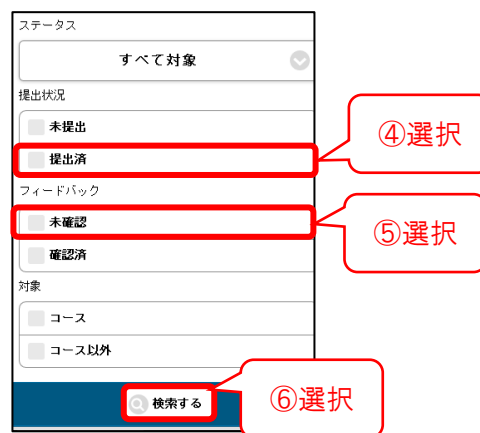 ステータス
すべて対象
提出状況
未提出
提出済
④選択
フィードバック
未確認
⑤選択
確認済
対象
コース
コース以外
検索する
⑥選択